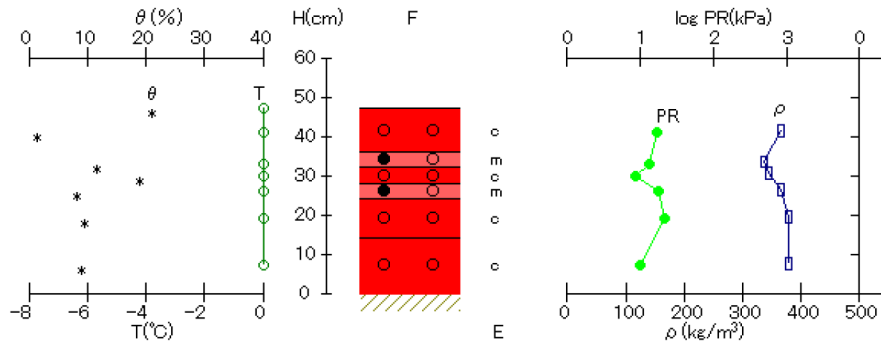 θ(%) H(cm) F log PR(kPa)
0 10 20 30 40 0 1 2 3 4
60
θ T PR ρ
50
c
40
m
c
30
m
20
c
10
c
0
-8 -6 -4 -2 0 0 100 200 300 400 500
T(℃) E ρ(kg/m³)